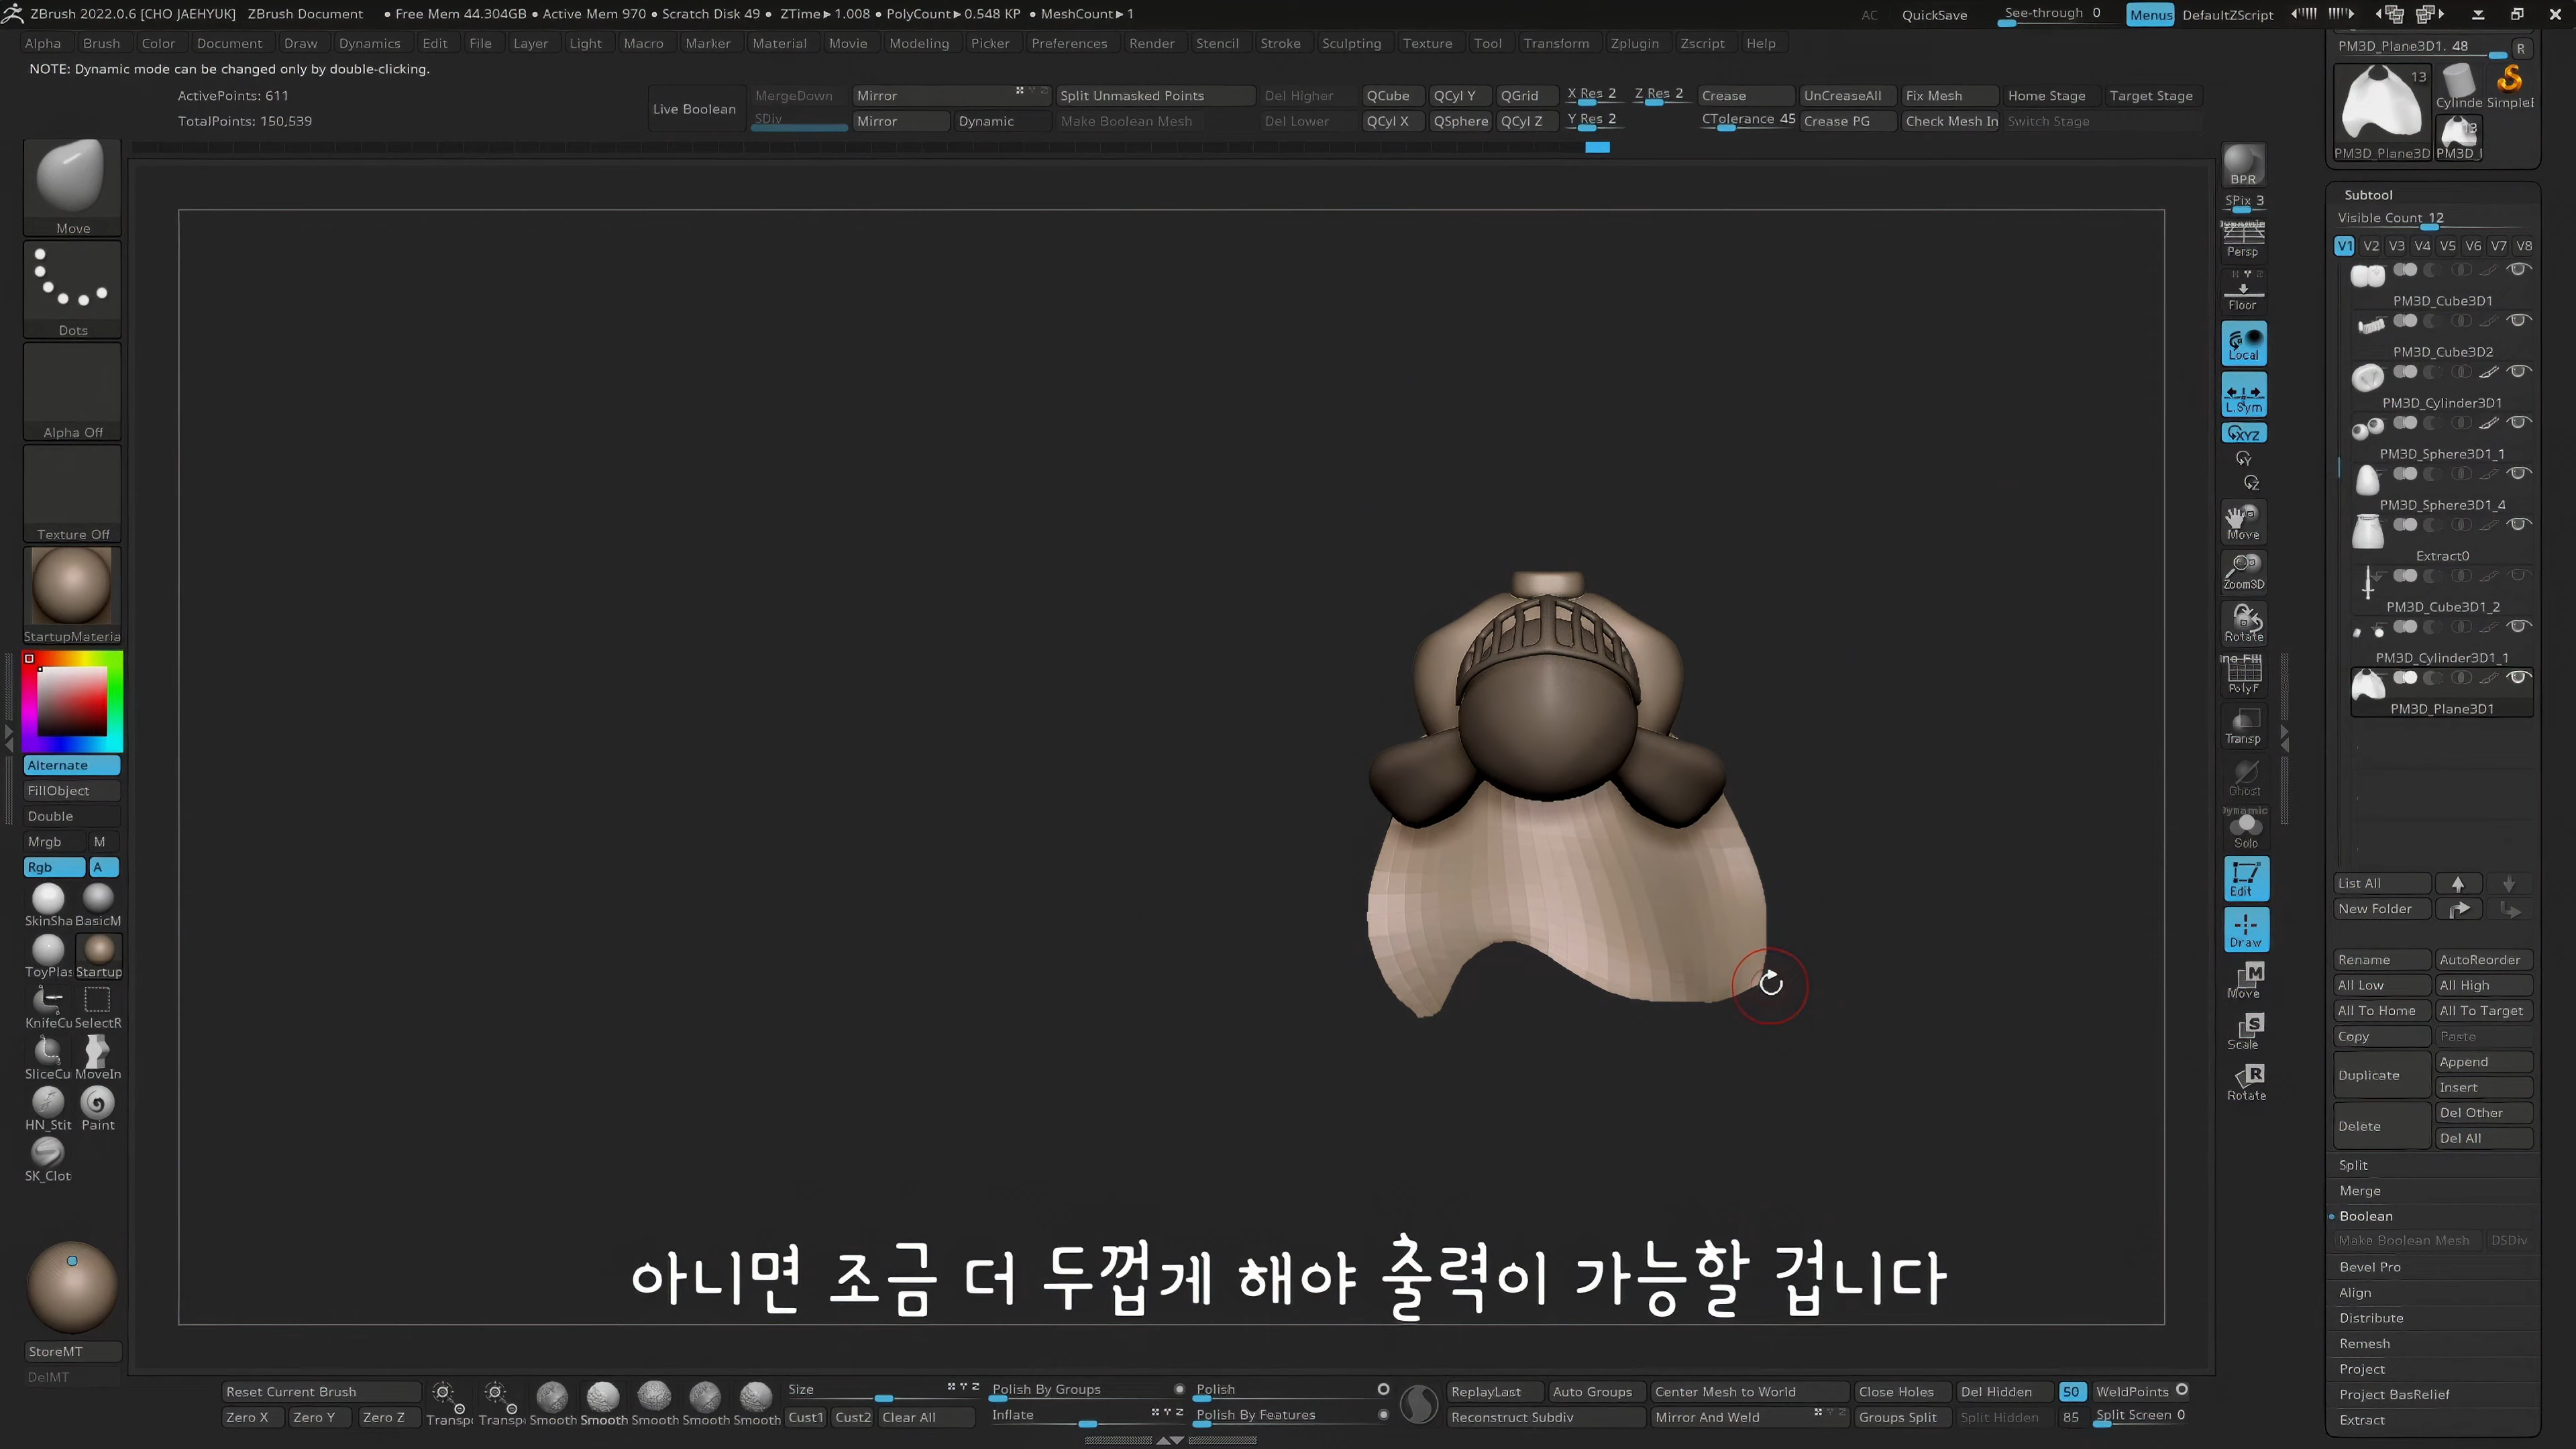 ZBrush 2022.0.6 [CHO JAEHYUK] ZBrush Document • Free Mem 44.304GB • Active Mem 970 • Scratch Disk 49 • ZTime▸1.008 • PolyCount▸0.548 KP • MeshCount▸1 AC QuickSave See-through 0 Menus DefaultZScript
Alpha Brush Color Document Draw Dynamics Edit File Layer Light Macro Marker Material Movie Modeling Picker Preferences Render Stencil Stroke Sculpting Texture Tool Transform Zplugin Zscript Help
NOTE: Dynamic mode can be changed only by double-clicking.
ActivePoints: 611
TotalPoints: 150,539
Live Boolean
MergeDown Mirror Split Unmasked Points Del Higher QCube QCyl Y QGrid X Res 2 Z Res 2 Crease UnCreaseAll Fix Mesh Home Stage Target Stage
SDiv Mirror Dynamic Make Boolean Mesh Del Lower QCyl X QSphere QCyl Z Y Res 2 CTolerance 45 Crease PG Check Mesh In Switch Stage
Move
Dots
Alpha Off
Texture Off
StartupMateria
Alternate
FillObject
Double
Mrgb M
Rgb A
SkinSha BasicM
ToyPlas Startup
KnifeCu SelectR
SliceCu MoveIn
HN_Stit Paint
SK_Clot
StoreMT
DelMT
BPR
SPix 3
Dynamic
Persp
Floor
Local
L.Sym
XYZ
Y
Z
Move
Zoom3D
Rotate
ine Fill
PolyF
Transp
Ghost
Dynamic
Solo
Edit
Draw
Move
Scale
Rotate
PM3D_Plane3D1. 48 R
13
Cylinde SimpleE
13
PM3D_Plane3D PM3D_I
Subtool
Visible Count 12
V1 V2 V3 V4 V5 V6 V7 V8
PM3D_Cube3D1
PM3D_Cube3D2
PM3D_Cylinder3D1
PM3D_Sphere3D1_1
PM3D_Sphere3D1_4
Extract0
PM3D_Cube3D1_2
PM3D_Cylinder3D1_1
PM3D_Plane3D1
List All
New Folder
Rename AutoReorder
All Low All High
All To Home All To Target
Copy Paste
Duplicate Append
Insert
Delete Del Other
Del All
Split
Merge
Boolean
Make Boolean Mesh DSDiv
Bevel Pro
Align
Distribute
Remesh
Project
Project BasRelief
Extract
아니면 조금 더 두껍게 해야 출력이 가능할 겁니다
Reset Current Brush
Zero X Zero Y Zero Z
Transp Transp Smooth Smooth Smooth Smooth Smooth
Size Polish By Groups Polish ReplayLast Auto Groups Center Mesh to World Close Holes Del Hidden 50 WeldPoints
Cust1 Cust2 Clear All Inflate Polish By Features Reconstruct Subdiv Mirror And Weld Groups Split Split Hidden 85 Split Screen 0